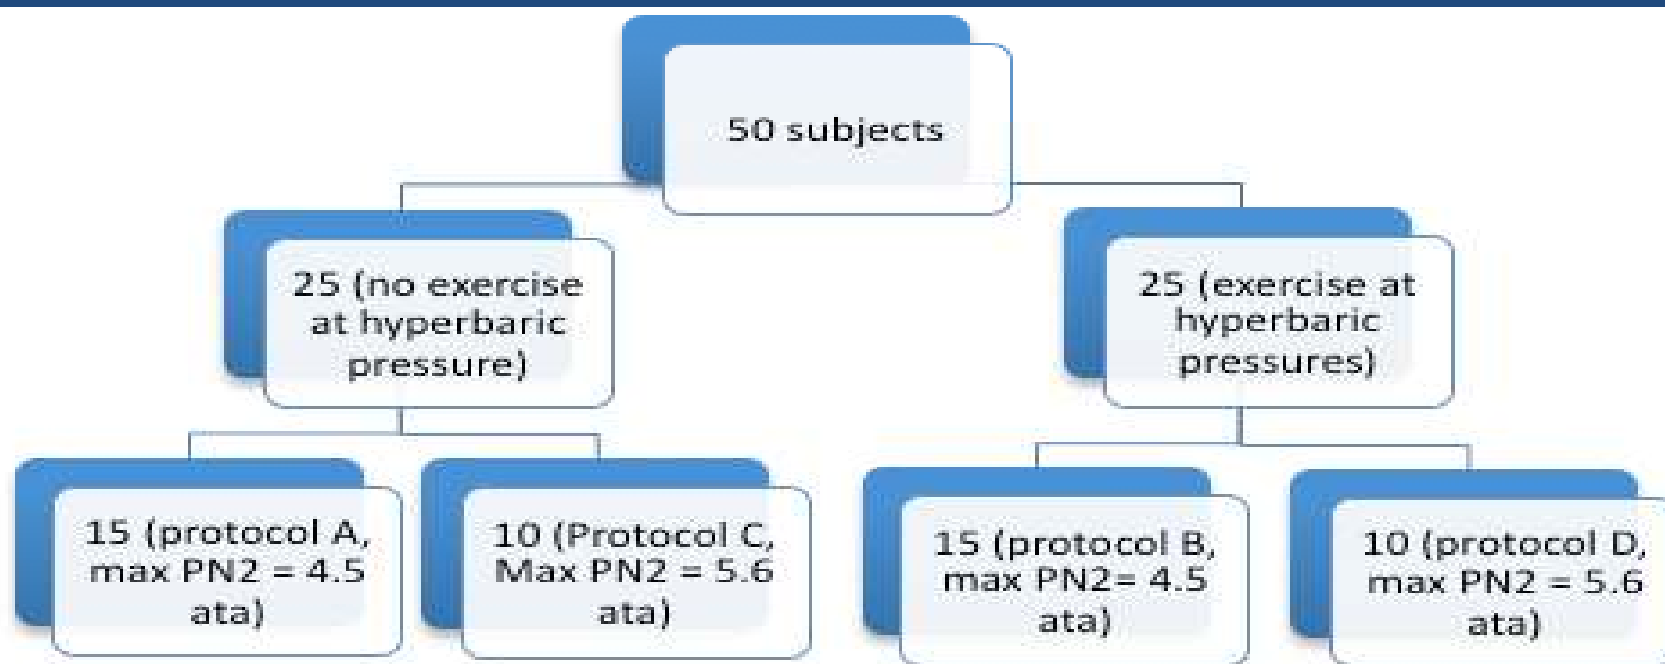 50 subjects
25 (no exercise
at hyperbaric
pressure)
25 (exercise at
hyperbaric
pressures)
15 (protocol A,
max PN2 = 4.5
ata)
10 (Protocol C,
Max PN2 = 5.6
ata)
15 (protocol B,
max PN2= 4.5
ata)
10 (protocol D,
max PN2 = 5.6
ata)